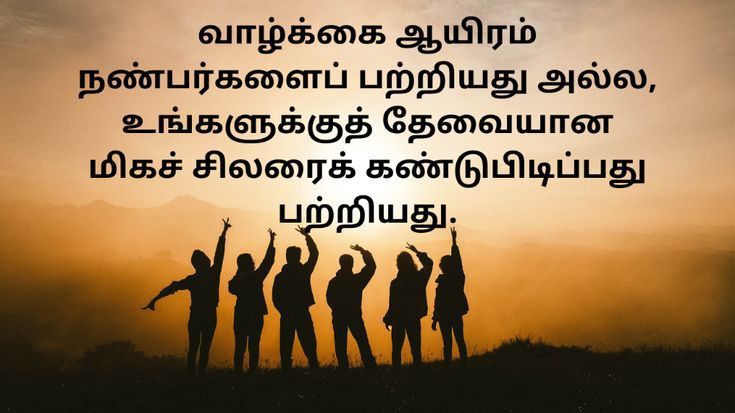 வாழ்க்கை ஆயிரம்
நண்பர்களைப் பற்றியது அல்ல,
உங்களுக்குத் தேவையான
மிகச் சிலரைக் கண்டுபிடிப்பது
பற்றியது.